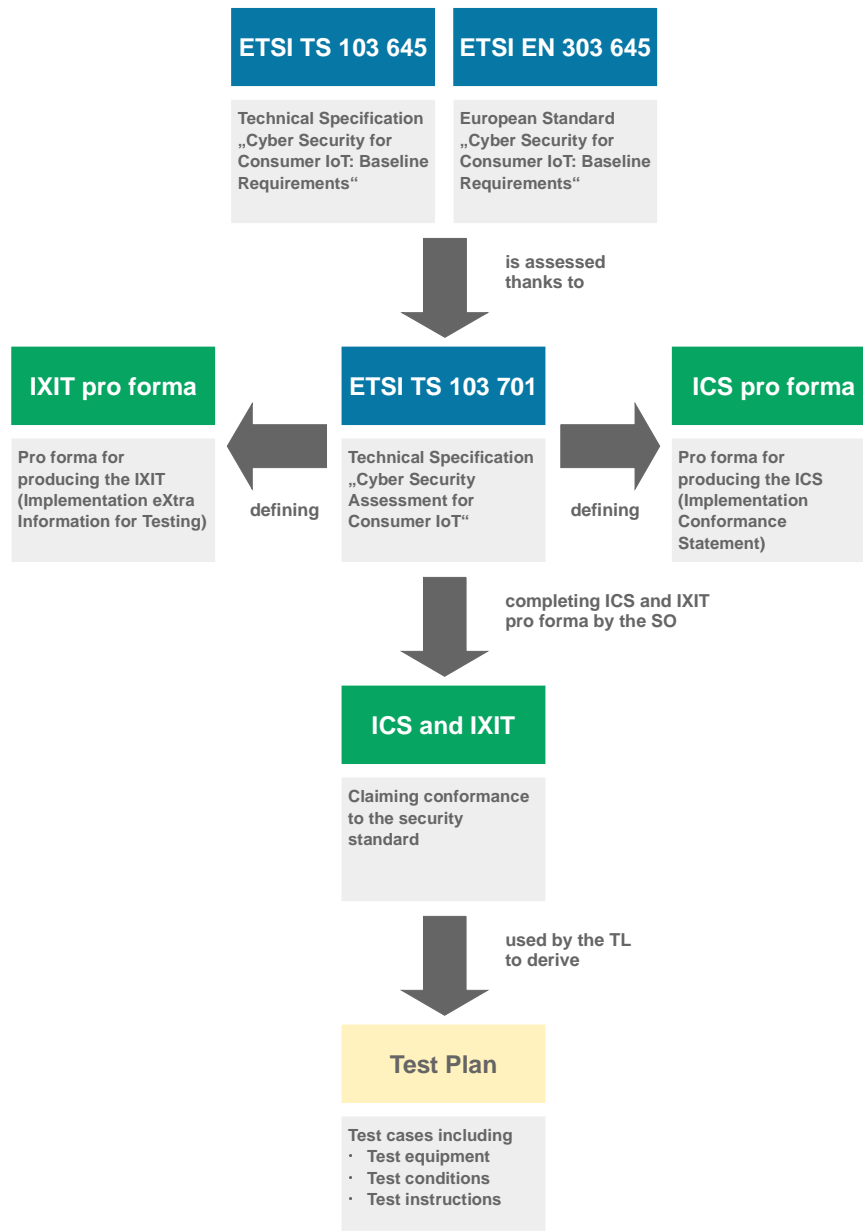 ETSI TS 103 645
ETSI EN 303 645
Technical Specification
„Cyber Security for
Consumer IoT: Baseline
Requirements“
European Standard
„Cyber Security for
Consumer IoT: Baseline
Requirements“
is assessed
thanks to
IXIT pro forma
ETSI TS 103 701
ICS pro forma
Pro forma for
producing the IXIT
(Implementation eXtra
Information for Testing)
defining
Technical Specification
„Cyber Security
Assessment for
Consumer IoT“
defining
Pro forma for
producing the ICS
(Implementation
Conformance
Statement)
completing ICS and IXIT
pro forma by the SO
ICS and IXIT
Claiming conformance
to the security
standard
used by the TL
to derive
Test Plan
Test cases including
· Test equipment
· Test conditions
· Test instructions